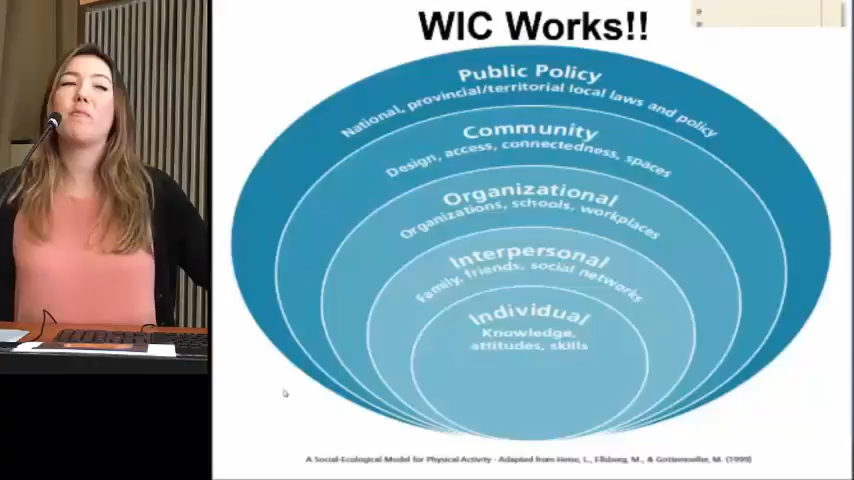 WIC Works!!
Public Policy
National, provincial/territorial local laws and policy
Community
Design, access, connectedness, spaces
Organizational
Organizations, schools, workplaces
Interpersonal
Family, friends, social networks
Individual
Knowledge,
attitudes, skills
A Social-Ecological Model for Physical Activity - Adapted from Heise, L., Ellsberg, M., & Gottemoeller, M. (1999)